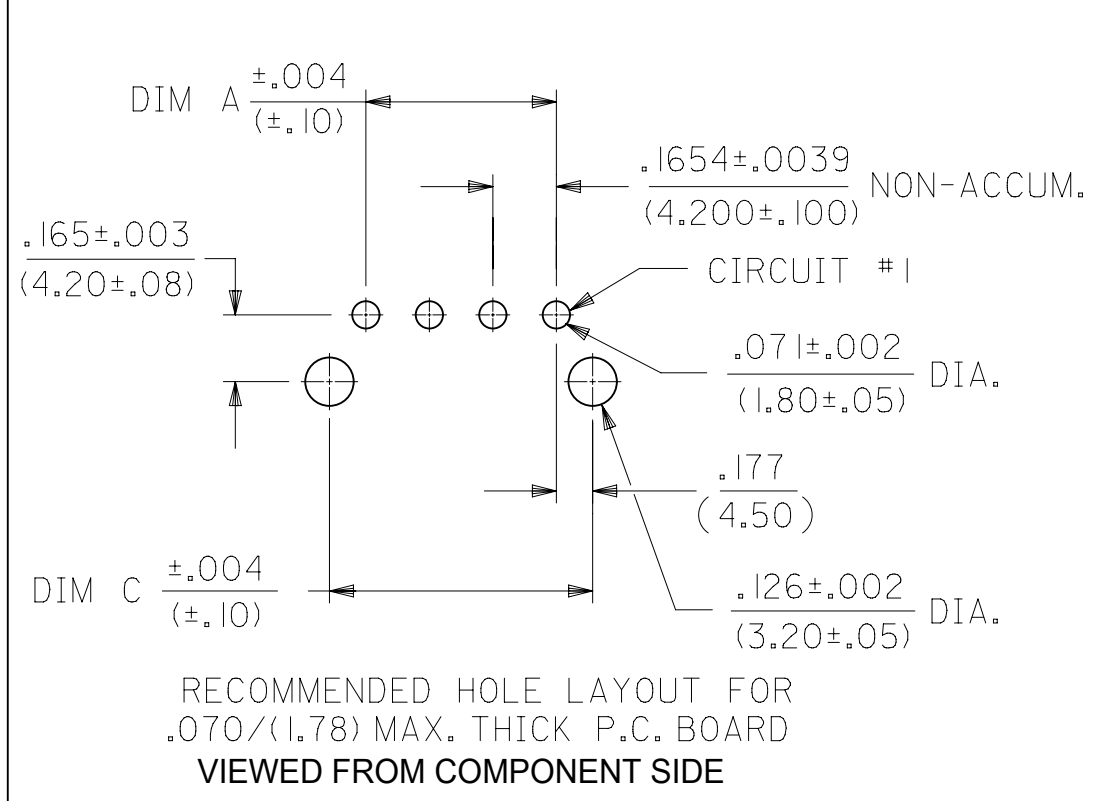 DIM A ±.004
(±.10)
.1654±.0039
(4.200±.100) NON-ACCUM.
.165±.003
(4.20±.08)
CIRCUIT #1
.071±.002
(1.80±.05) DIA.
.177
(4.50)
DIM C ±.004
(±.10)
.126±.002
(3.20±.05) DIA.
RECOMMENDED HOLE LAYOUT FOR
.070/(1.78) MAX. THICK P.C. BOARD
VIEWED FROM COMPONENT SIDE